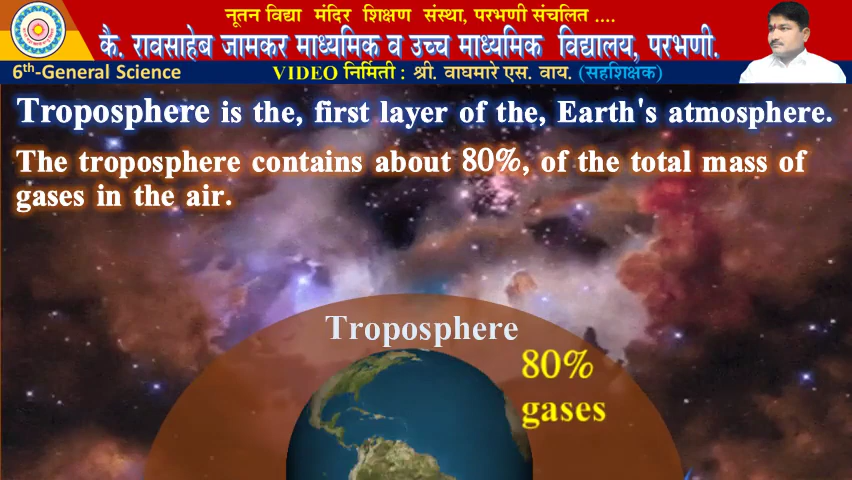 नूतन विद्या मंदिर शिक्षण संस्था, परभणी संचलित ....
कै. रावसाहेब जामकर माध्यमिक व उच्च माध्यमिक विद्यालय, परभणी.
6th-General Science
VIDEO निर्मिती : श्री. वाघमारे एस. वाय. (सहशिक्षक)
Troposphere is the, first layer of the, Earth's atmosphere.
The troposphere contains about 80%, of the total mass of
gases in the air.
Troposphere
80%
gases